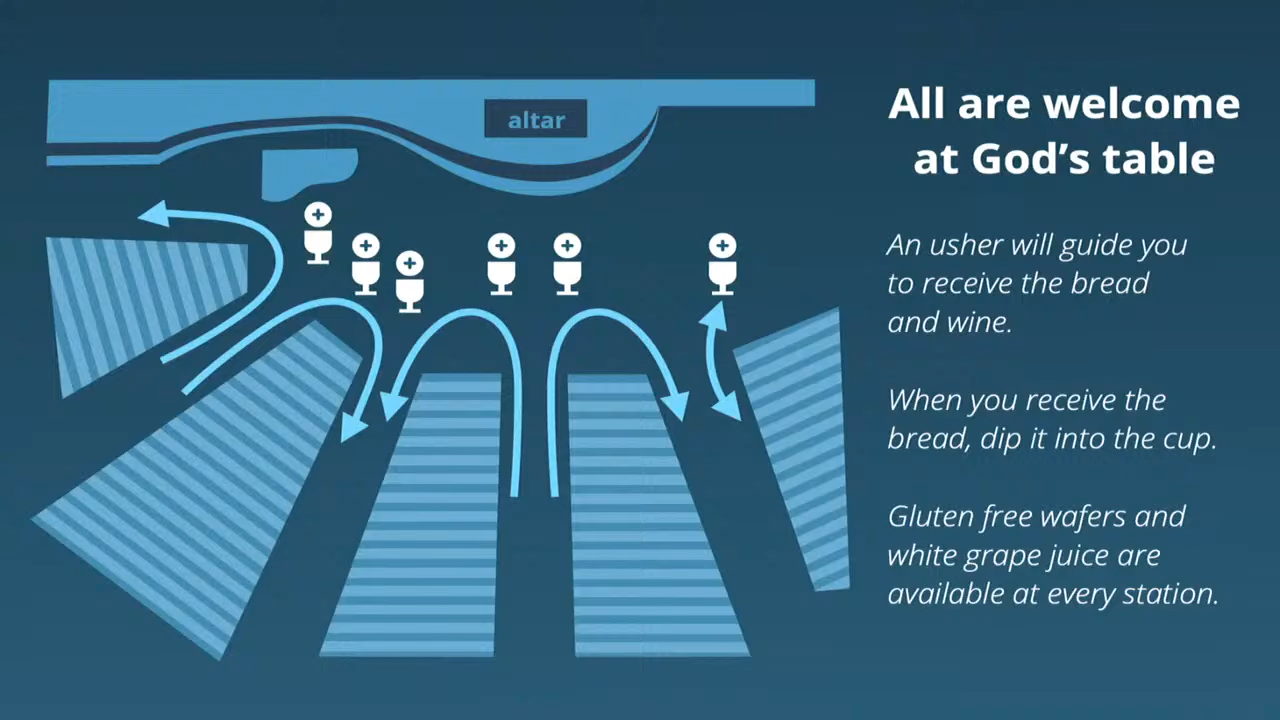 altar
All are welcome
at God's table
An usher will guide you
to receive the bread
and wine.
When you receive the
bread, dip it into the cup.
Gluten free wafers and
white grape juice are
available at every station.